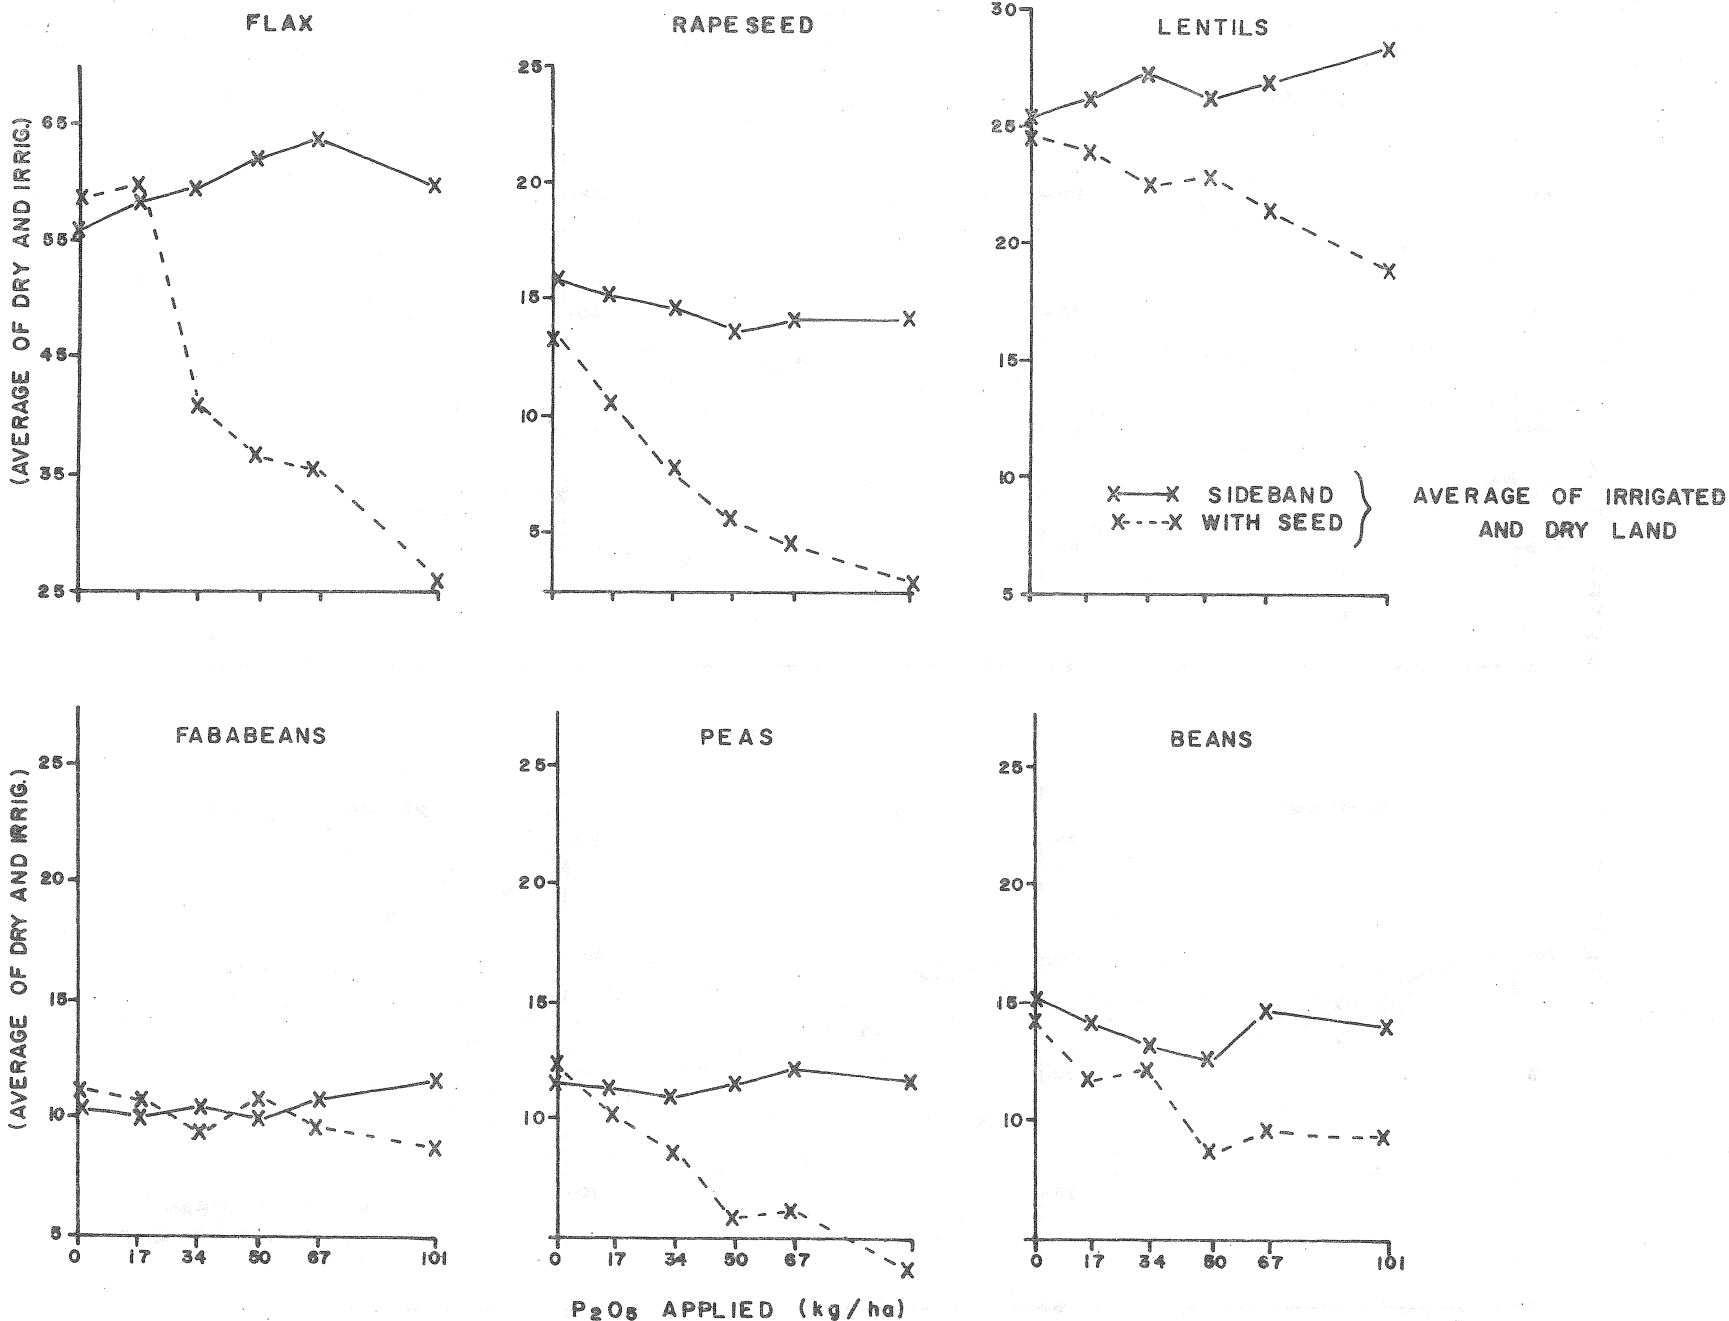 FLAX
RAPESEED
LENTILS
(AVERAGE OF DRY AND IRRIG.)
65
55
45
35
25
25
20
15
10
5
30
25
20
15
10
5
X——X SIDEBAND
X---X WITH SEED
AVERAGE OF IRRIGATED
AND DRY LAND
FABABEANS
PEAS
BEANS
(AVERAGE OF DRY AND IRRIG.)
25
20
15
10
5
0 17 34 50 67 101
25
20
15
10
0 17 34 50 67
25
20
15
10
0 17 34 50 67 101
P₂O₅ APPLIED (kg/ha)